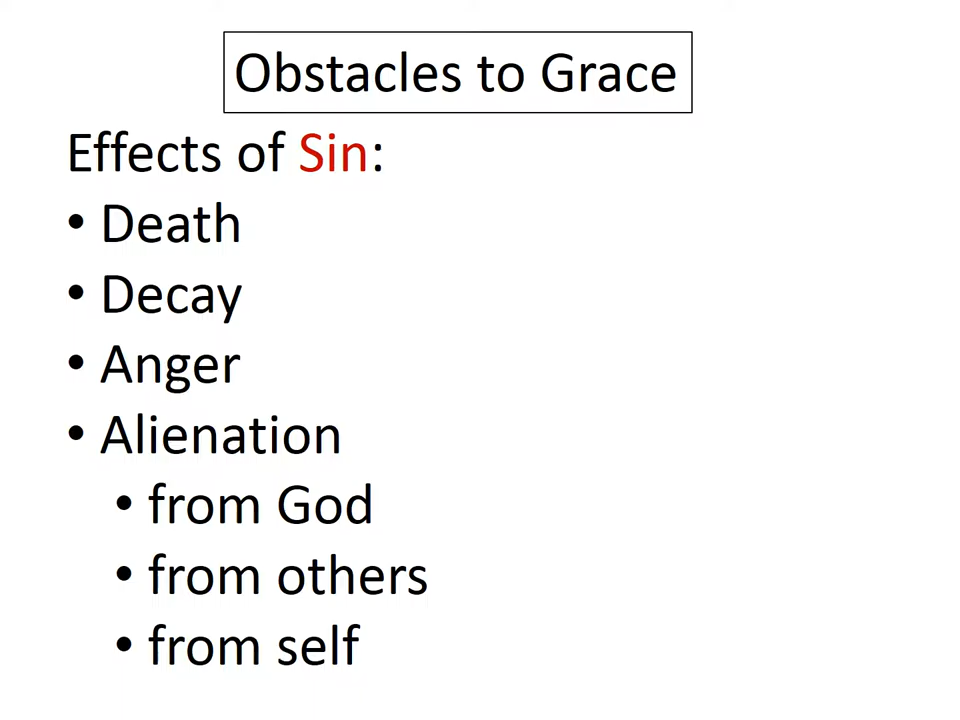 Obstacles to Grace
Effects of Sin:
• Death
• Decay
• Anger
• Alienation
• from God
• from others
• from self